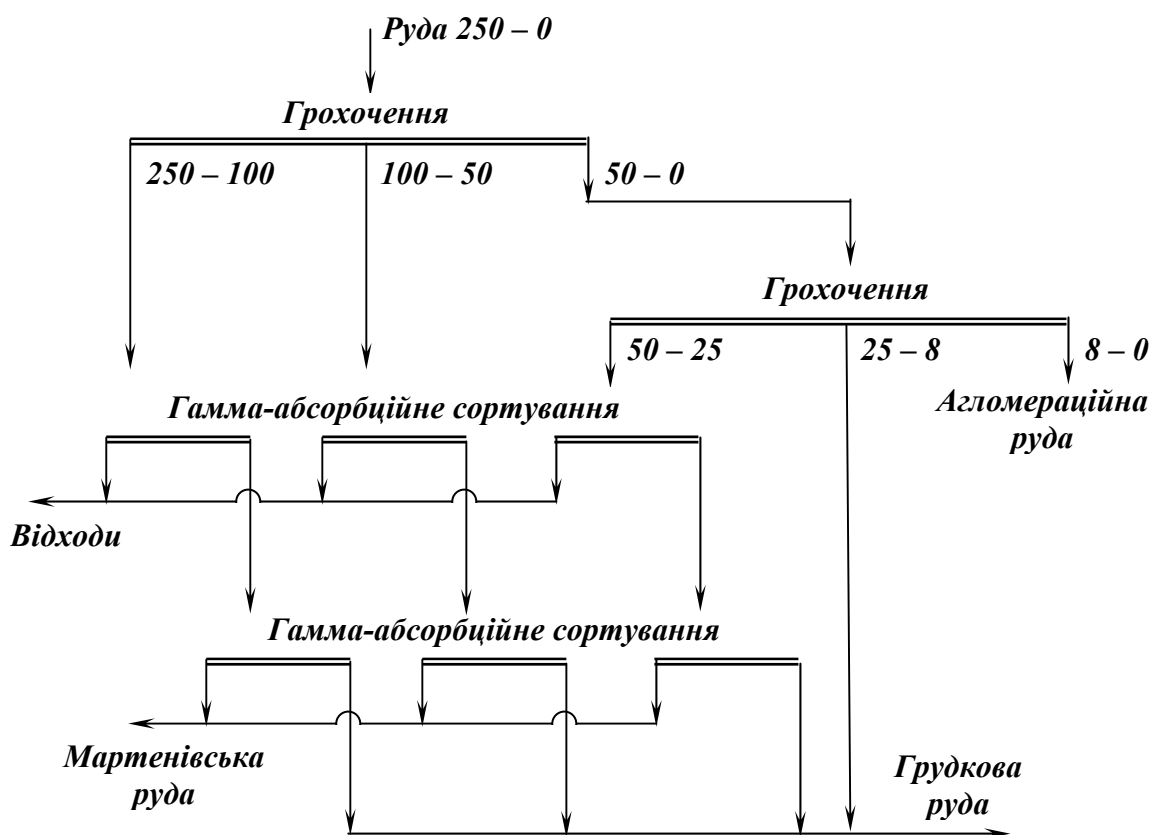 Руда 250 – 0
Грохочення
250 – 100
100 – 50
50 – 0
Грохочення
50 – 25
25 – 8
8 – 0
Гамма-абсорбційне сортування
Агломераційна
руда
Відходи
Гамма-абсорбційне сортування
Мартенівська
руда
Грудкова
руда